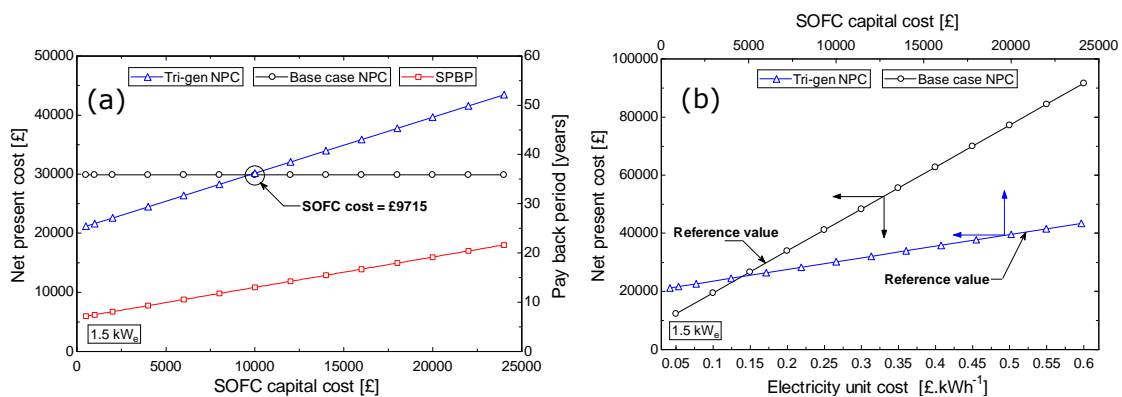 (a)
Tri-gen NPC
Base case NPC
SPBP
Net present cost [£]
50000
40000
30000
20000
10000
0
60
50
40
30
20
10
0
Pay back period [years]
SOFC cost = £9715
1.5 kWe
0
5000
10000
15000
20000
25000
SOFC capital cost [£]
SOFC capital cost [£]
0
5000
10000
15000
20000
25000
(b)
Tri-gen NPC
Base case NPC
Net present cost [£]
100000
80000
60000
40000
20000
0
Reference value
Reference value
1.5 kWe
0.05
0.1
0.15
0.2
0.25
0.3
0.35
0.4
0.45
0.5
0.55
0.6
Electricity unit cost [£.kWh-1]